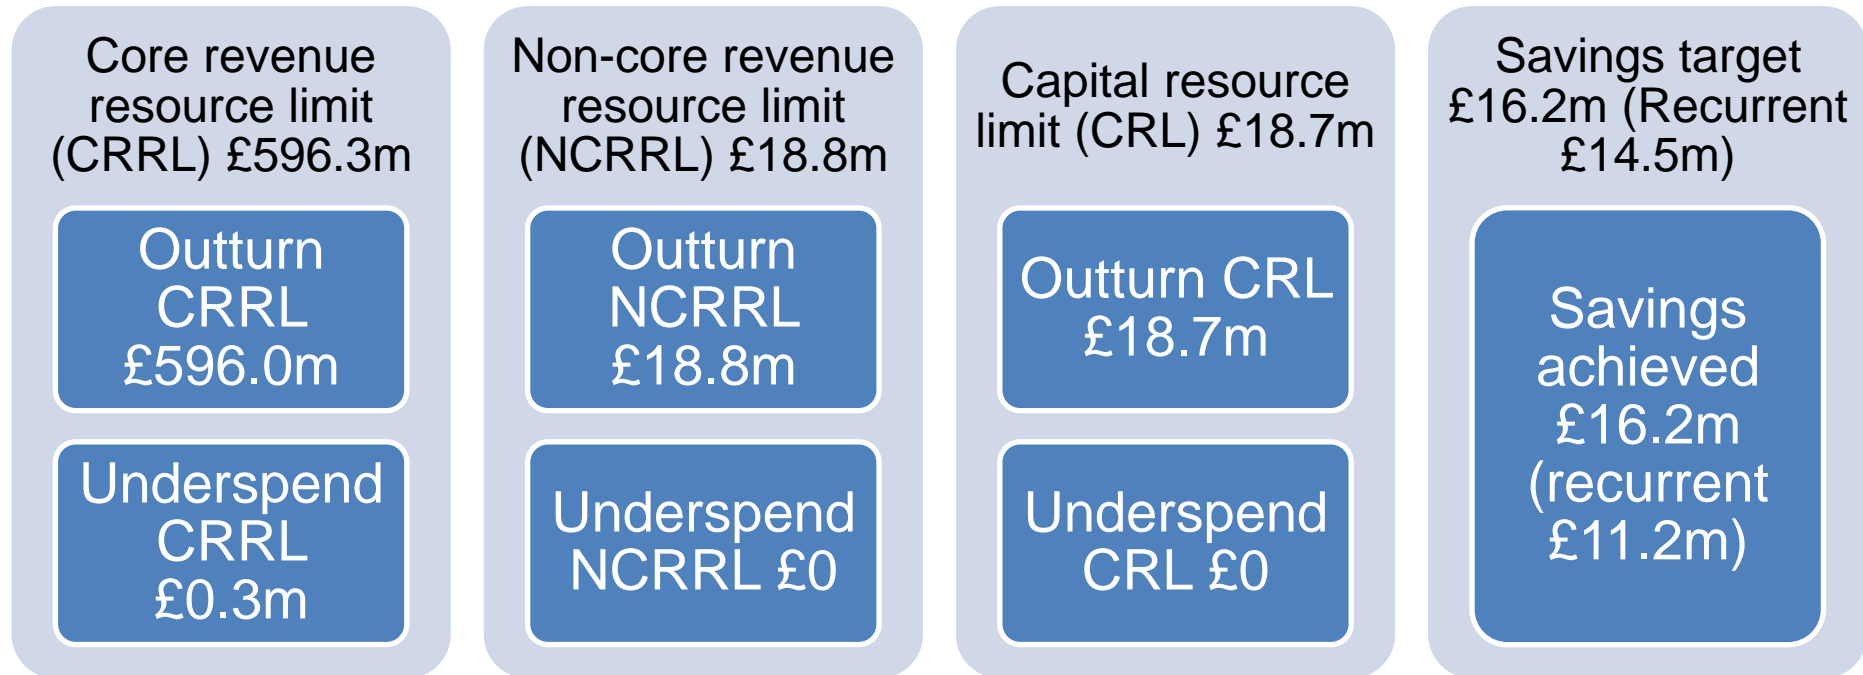 Core revenue
resource limit
(CRRL) £596.3m
Outturn
CRRL
£596.0m
Underspend
CRRL
£0.3m
Non-core revenue
resource limit
(NCRRL) £18.8m
Outturn
NCRRL
£18.8m
Underspend
NCRRL £0
Capital resource
limit (CRL) £18.7m
Outturn CRL
£18.7m
Underspend
CRL £0
Savings target
£16.2m (Recurrent
£14.5m)
Savings
achieved
£16.2m
(recurrent
£11.2m)